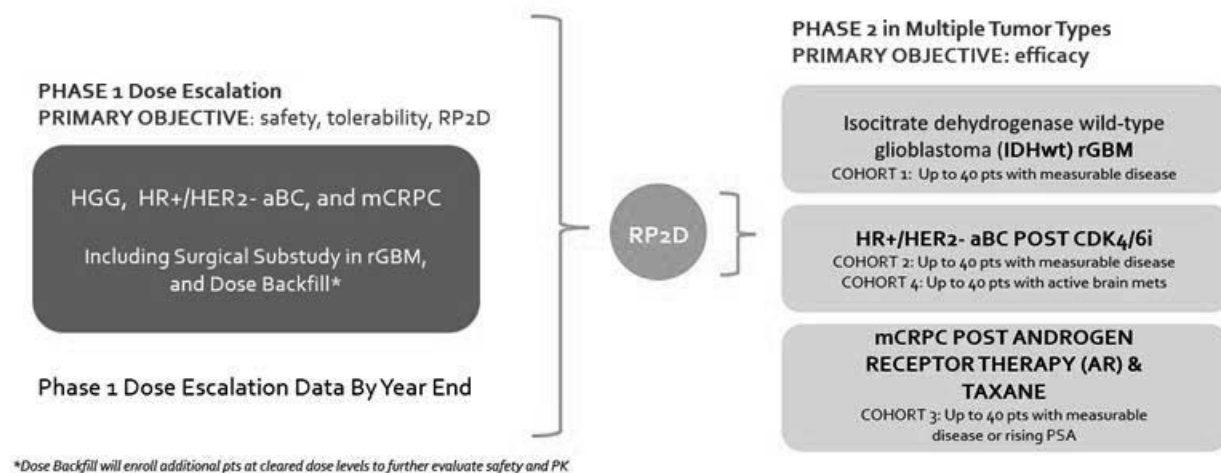 PHASE 1 Dose Escalation
PRIMARY OBJECTIVE: safety, tolerability, RP2D
HGG, HR+/HER2- aBC, and mCRPC
Including Surgical Substudy in rGBM,
and Dose Backfill*
Phase 1 Dose Escalation Data By Year End
*Dose Backfill will enroll additional pts at cleared dose levels to further evaluate safety and PK
RP2D
PHASE 2 in Multiple Tumor Types
PRIMARY OBJECTIVE: efficacy
Isocitrate dehydrogenase wild-type
glioblastoma (IDHwt) rGBM
COHORT 1: Up to 40 pts with measurable disease
HR+/HER2- aBC POST CDK4/6i
COHORT 2: Up to 40 pts with measurable disease
COHORT 4: Up to 40 pts with active brain mets
mCRPC POST ANDROGEN
RECEPTOR THERAPY (AR) &
TAXANE
COHORT 3: Up to 40 pts with measurable
disease or rising PSA